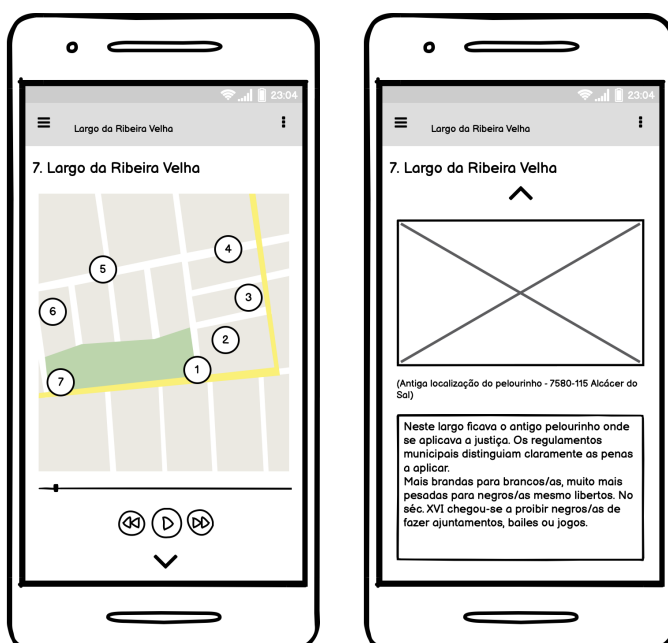 23:04
Largo da Ribeira Velha
7. Largo da Ribeira Velha
4
5
3
6
2
1
7
23:04
Largo da Ribeira Velha
7. Largo da Ribeira Velha
(Antiga localização do pelourinho - 7580-115 Alcácer do
Sal)
Neste largo ficava o antigo pelourinho onde
se aplicava a justiça. Os regulamentos
municipais distinguiam claramente as penas
a aplicar.
Mais brandas para brancos/as, muito mais
pesadas para negros/as mesmo libertos. No
séc. XVI chegou-se a proibir negros/as de
fazer ajuntamentos, bailes ou jogos.